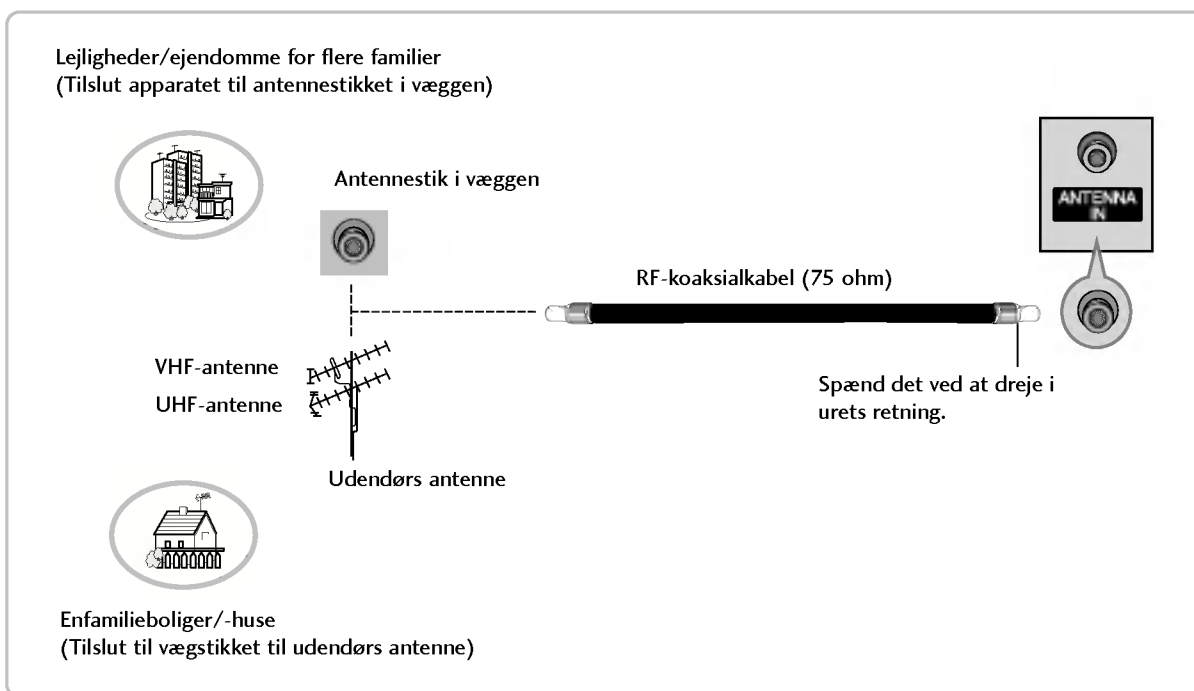 Lejligheder/ejendomme for flere familier
(Tilslut apparatet til antennestikket i væggen)
Antennestik i væggen
ANTENNA
IN
RF-koaksialkabel (75 ohm)
VHF-antenne
UHF-antenne
Spænd det ved at dreje i
urets retning.
Udendørs antenne
Enfamilieboliger/-huse
(Tilslut til vægstikket til udendørs antenne)